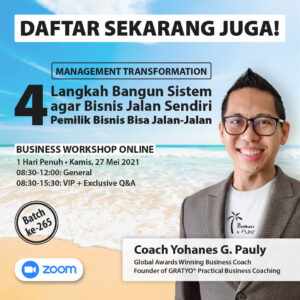 DAFTAR SEKARANG JUGA!
MANAGEMENT TRANSFORMATION
4 Langkah Bangun Sistem
agar Bisnis Jalan Sendiri
Pemilik Bisnis Bisa Jalan-Jalan
BUSINESS WORKSHOP ONLINE
1 Hari Penuh • Kamis, 27 Mei 2021
08:30-12:00: General
08:30-15:30: VIP + Exclusive Q&A
Batch
ke-265
Business
is FUN
Coach Yohanes G. Pauly
Global Awards Winning Business Coach
Founder of GRATYO® Practical Business Coaching
zoom